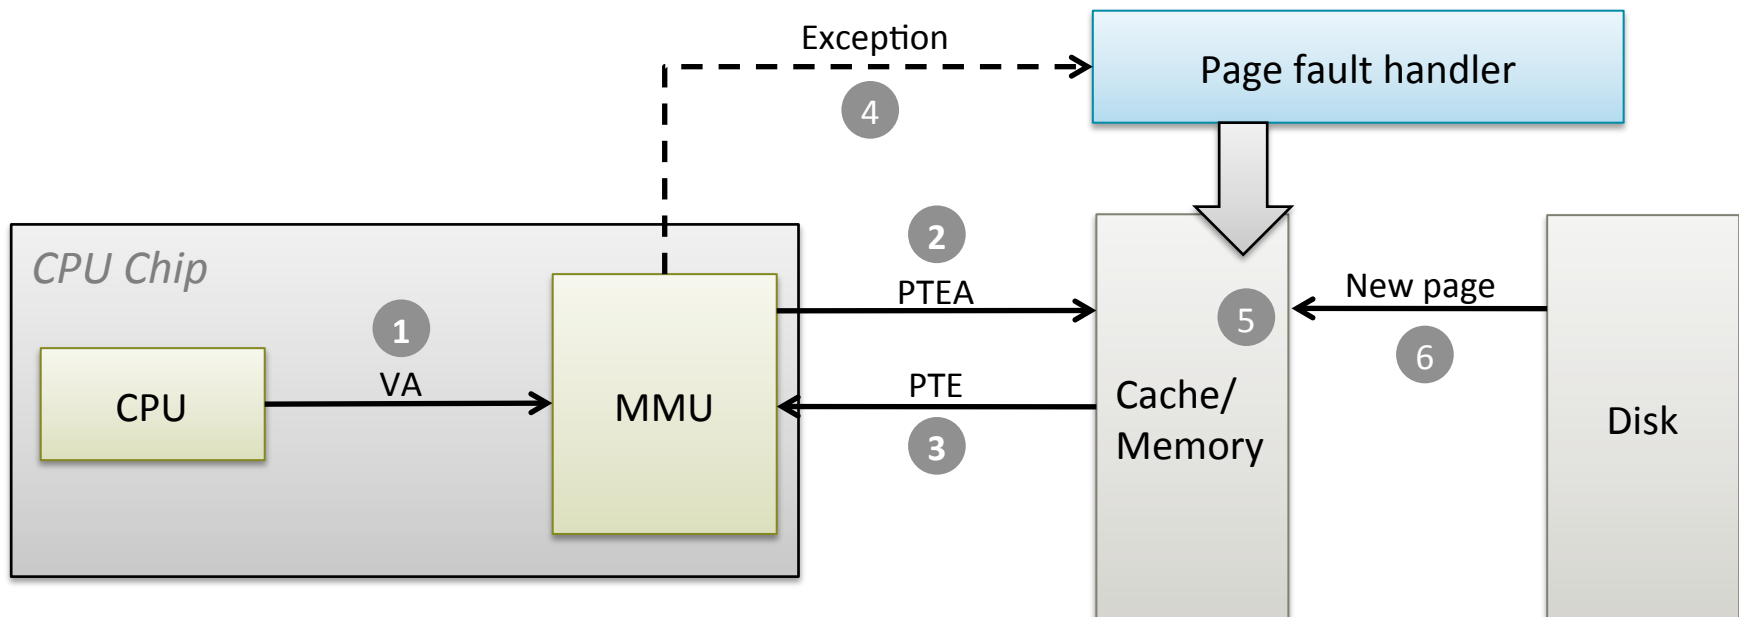 Exception
Page fault handler
4
2
CPU Chip
PTEA
New page
1
5
6
VA
CPU
MMU
PTE
Cache/
Memory
Disk
3